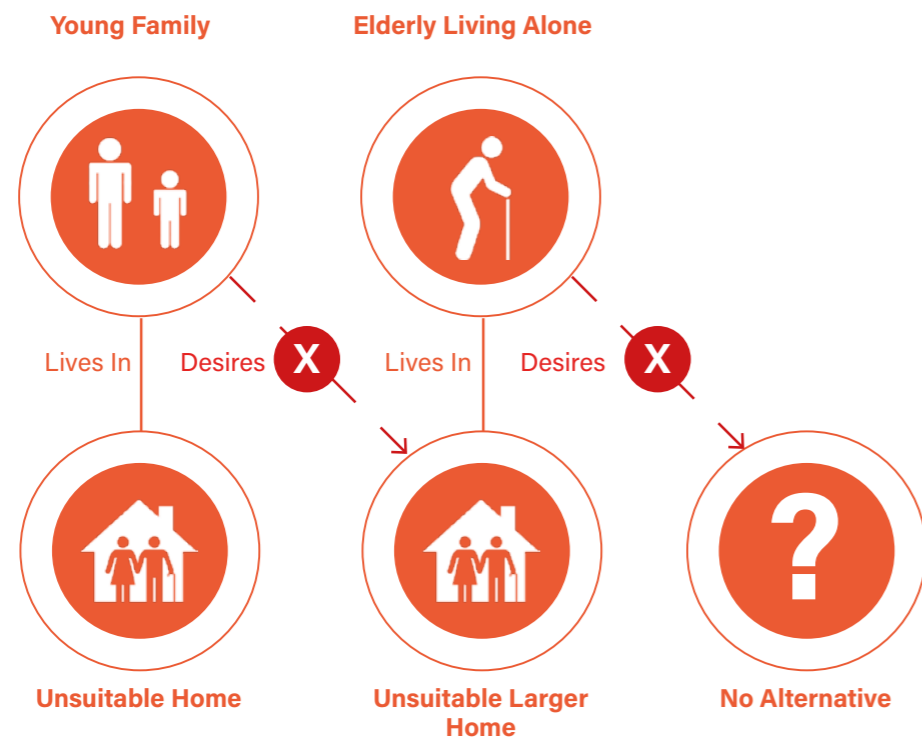 Young Family
Elderly Living Alone
Lives In
Desires
X
Lives In
Desires
X
?
Unsuitable Home
Unsuitable Larger
Home
No Alternative